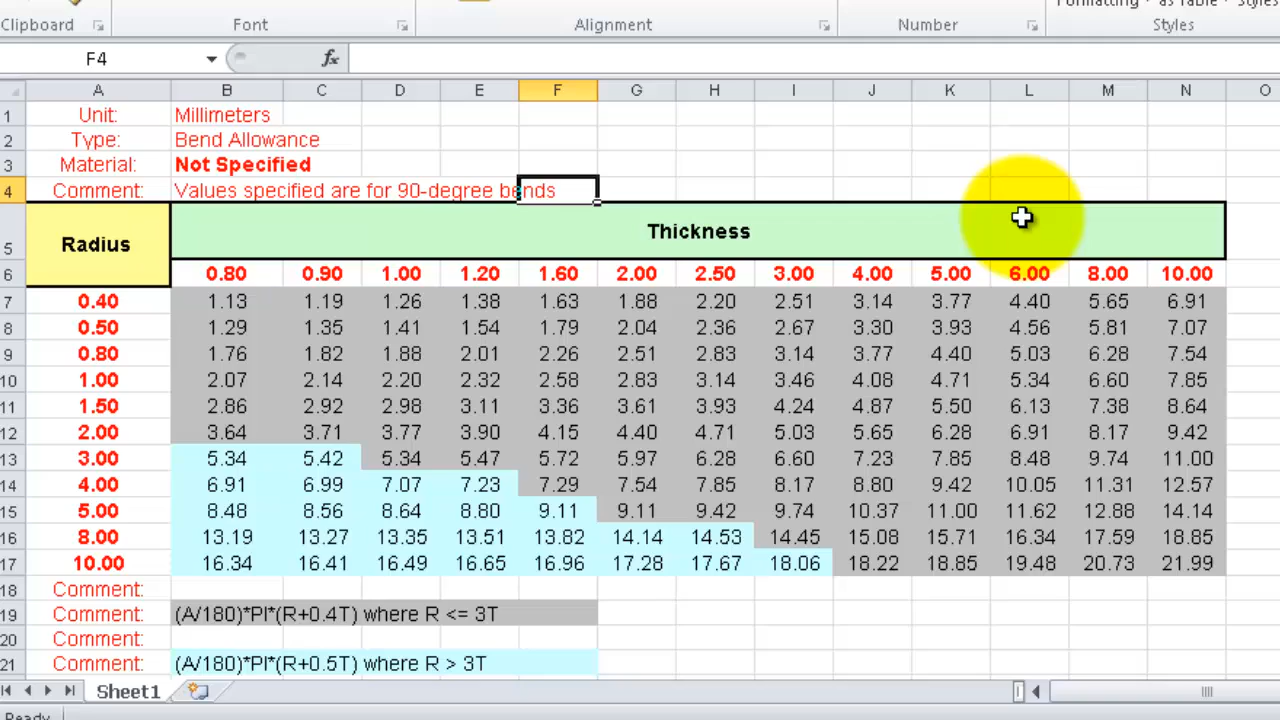 Formatting as Table Styles
Clipboard Font Alignment Number Styles
F4 fx
A B C D E F G H I J K L M N O
1 Unit: Millimeters
2 Type: Bend Allowance
3 Material: Not Specified
4 Comment: Values specified are for 90-degree bends
5 Radius Thickness
6 0.80 0.90 1.00 1.20 1.60 2.00 2.50 3.00 4.00 5.00 6.00 8.00 10.00
7 0.40 1.13 1.19 1.26 1.38 1.63 1.88 2.20 2.51 3.14 3.77 4.40 5.65 6.91
8 0.50 1.29 1.35 1.41 1.54 1.79 2.04 2.36 2.67 3.30 3.93 4.56 5.81 7.07
9 0.80 1.76 1.82 1.88 2.01 2.26 2.51 2.83 3.14 3.77 4.40 5.03 6.28 7.54
10 1.00 2.07 2.14 2.20 2.32 2.58 2.83 3.14 3.46 4.08 4.71 5.34 6.60 7.85
11 1.50 2.86 2.92 2.98 3.11 3.36 3.61 3.93 4.24 4.87 5.50 6.13 7.38 8.64
12 2.00 3.64 3.71 3.77 3.90 4.15 4.40 4.71 5.03 5.65 6.28 6.91 8.17 9.42
13 3.00 5.34 5.42 5.34 5.47 5.72 5.97 6.28 6.60 7.23 7.85 8.48 9.74 11.00
14 4.00 6.91 6.99 7.07 7.23 7.29 7.54 7.85 8.17 8.80 9.42 10.05 11.31 12.57
15 5.00 8.48 8.56 8.64 8.80 9.11 9.11 9.42 9.74 10.37 11.00 11.62 12.88 14.14
16 8.00 13.19 13.27 13.35 13.51 13.82 14.14 14.53 14.45 15.08 15.71 16.34 17.59 18.85
17 10.00 16.34 16.41 16.49 16.65 16.96 17.28 17.67 18.06 18.22 18.85 19.48 20.73 21.99
18 Comment:
19 Comment: (A/180)*PI*(R+0.4T) where R <= 3T
20 Comment:
21 Comment: (A/180)*PI*(R+0.5T) where R > 3T
Sheet1
Ready